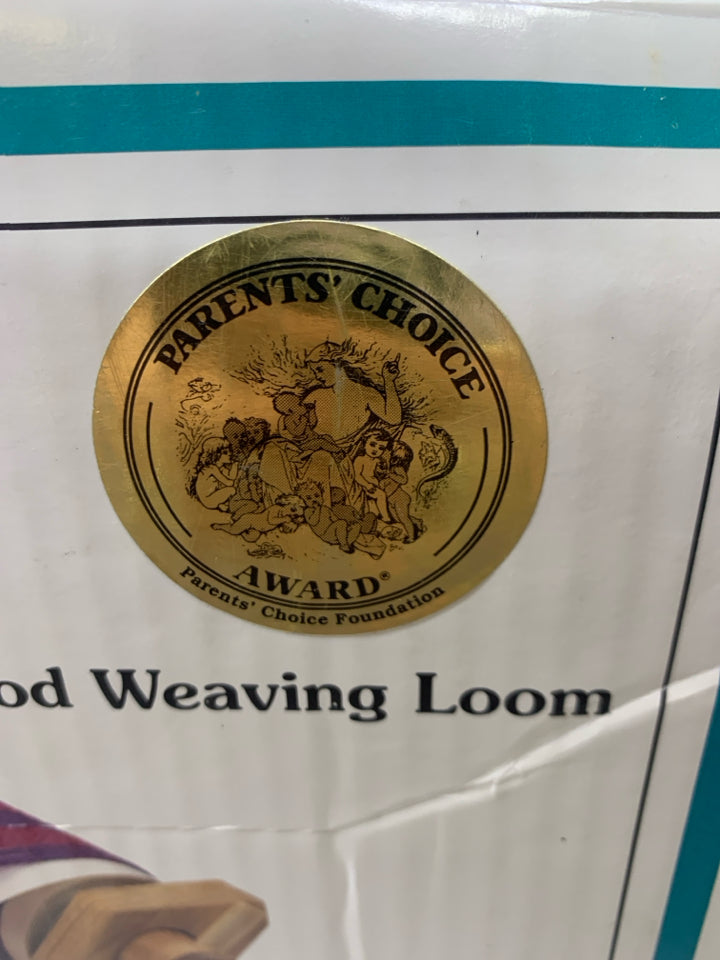 PARENTS' CHOICE
AWARD®
Parents' Choice Foundation
od Weaving Loom